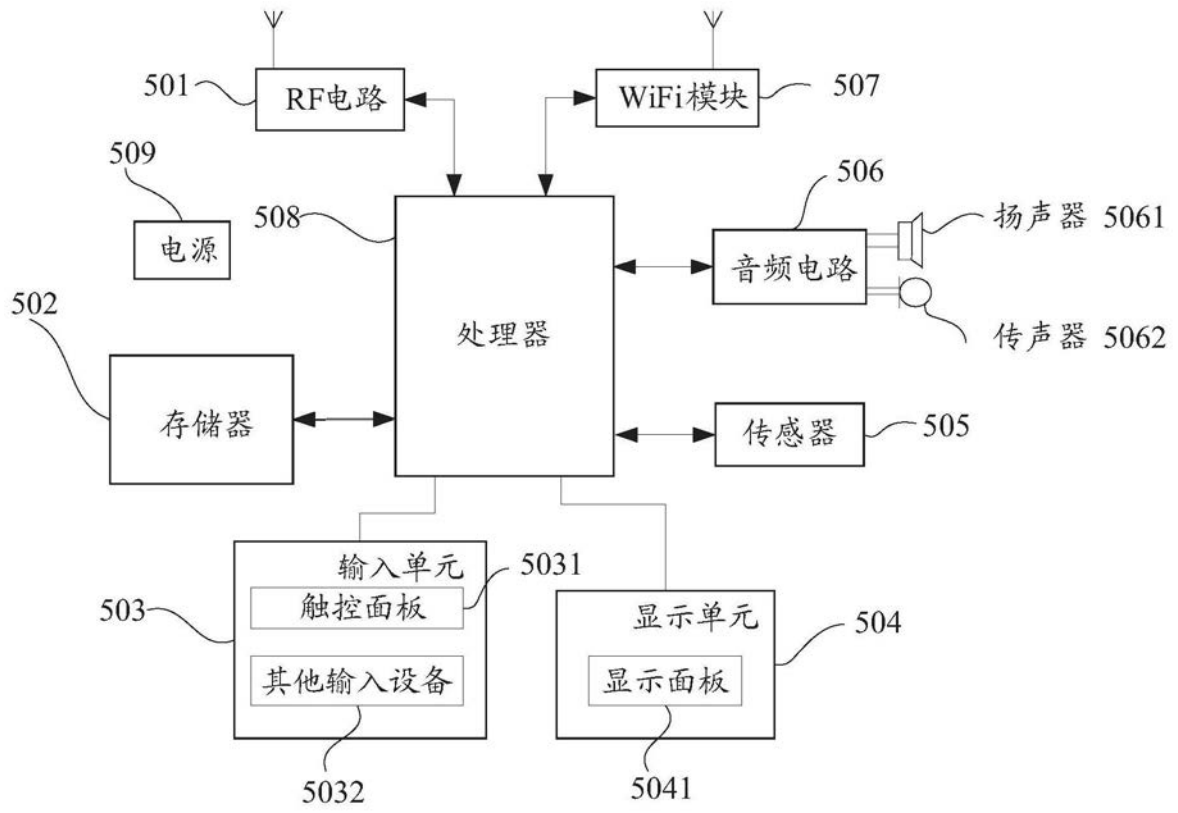 501
RF电路
WiFi模块
507
509
电源
508
506
扬声器 5061
音频电路
502
处理器
传声器 5062
存储器
传感器
505
输入单元
5031
503
触控面板
显示单元
504
其他输入设备
显示面板
5032
5041